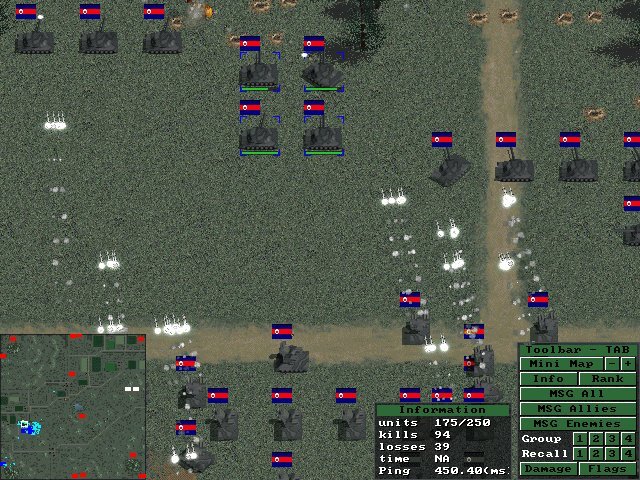 Toolbar - TAB
Mini Map - +
Info Rank
MSG All
MSG Allies
MSG Enemies
Group 1 2 3 4
Recall 1 2 3 4
Damage Flags
Information
units 175/250
kills 94
losses 39
time NA
Ping 450.40(ms